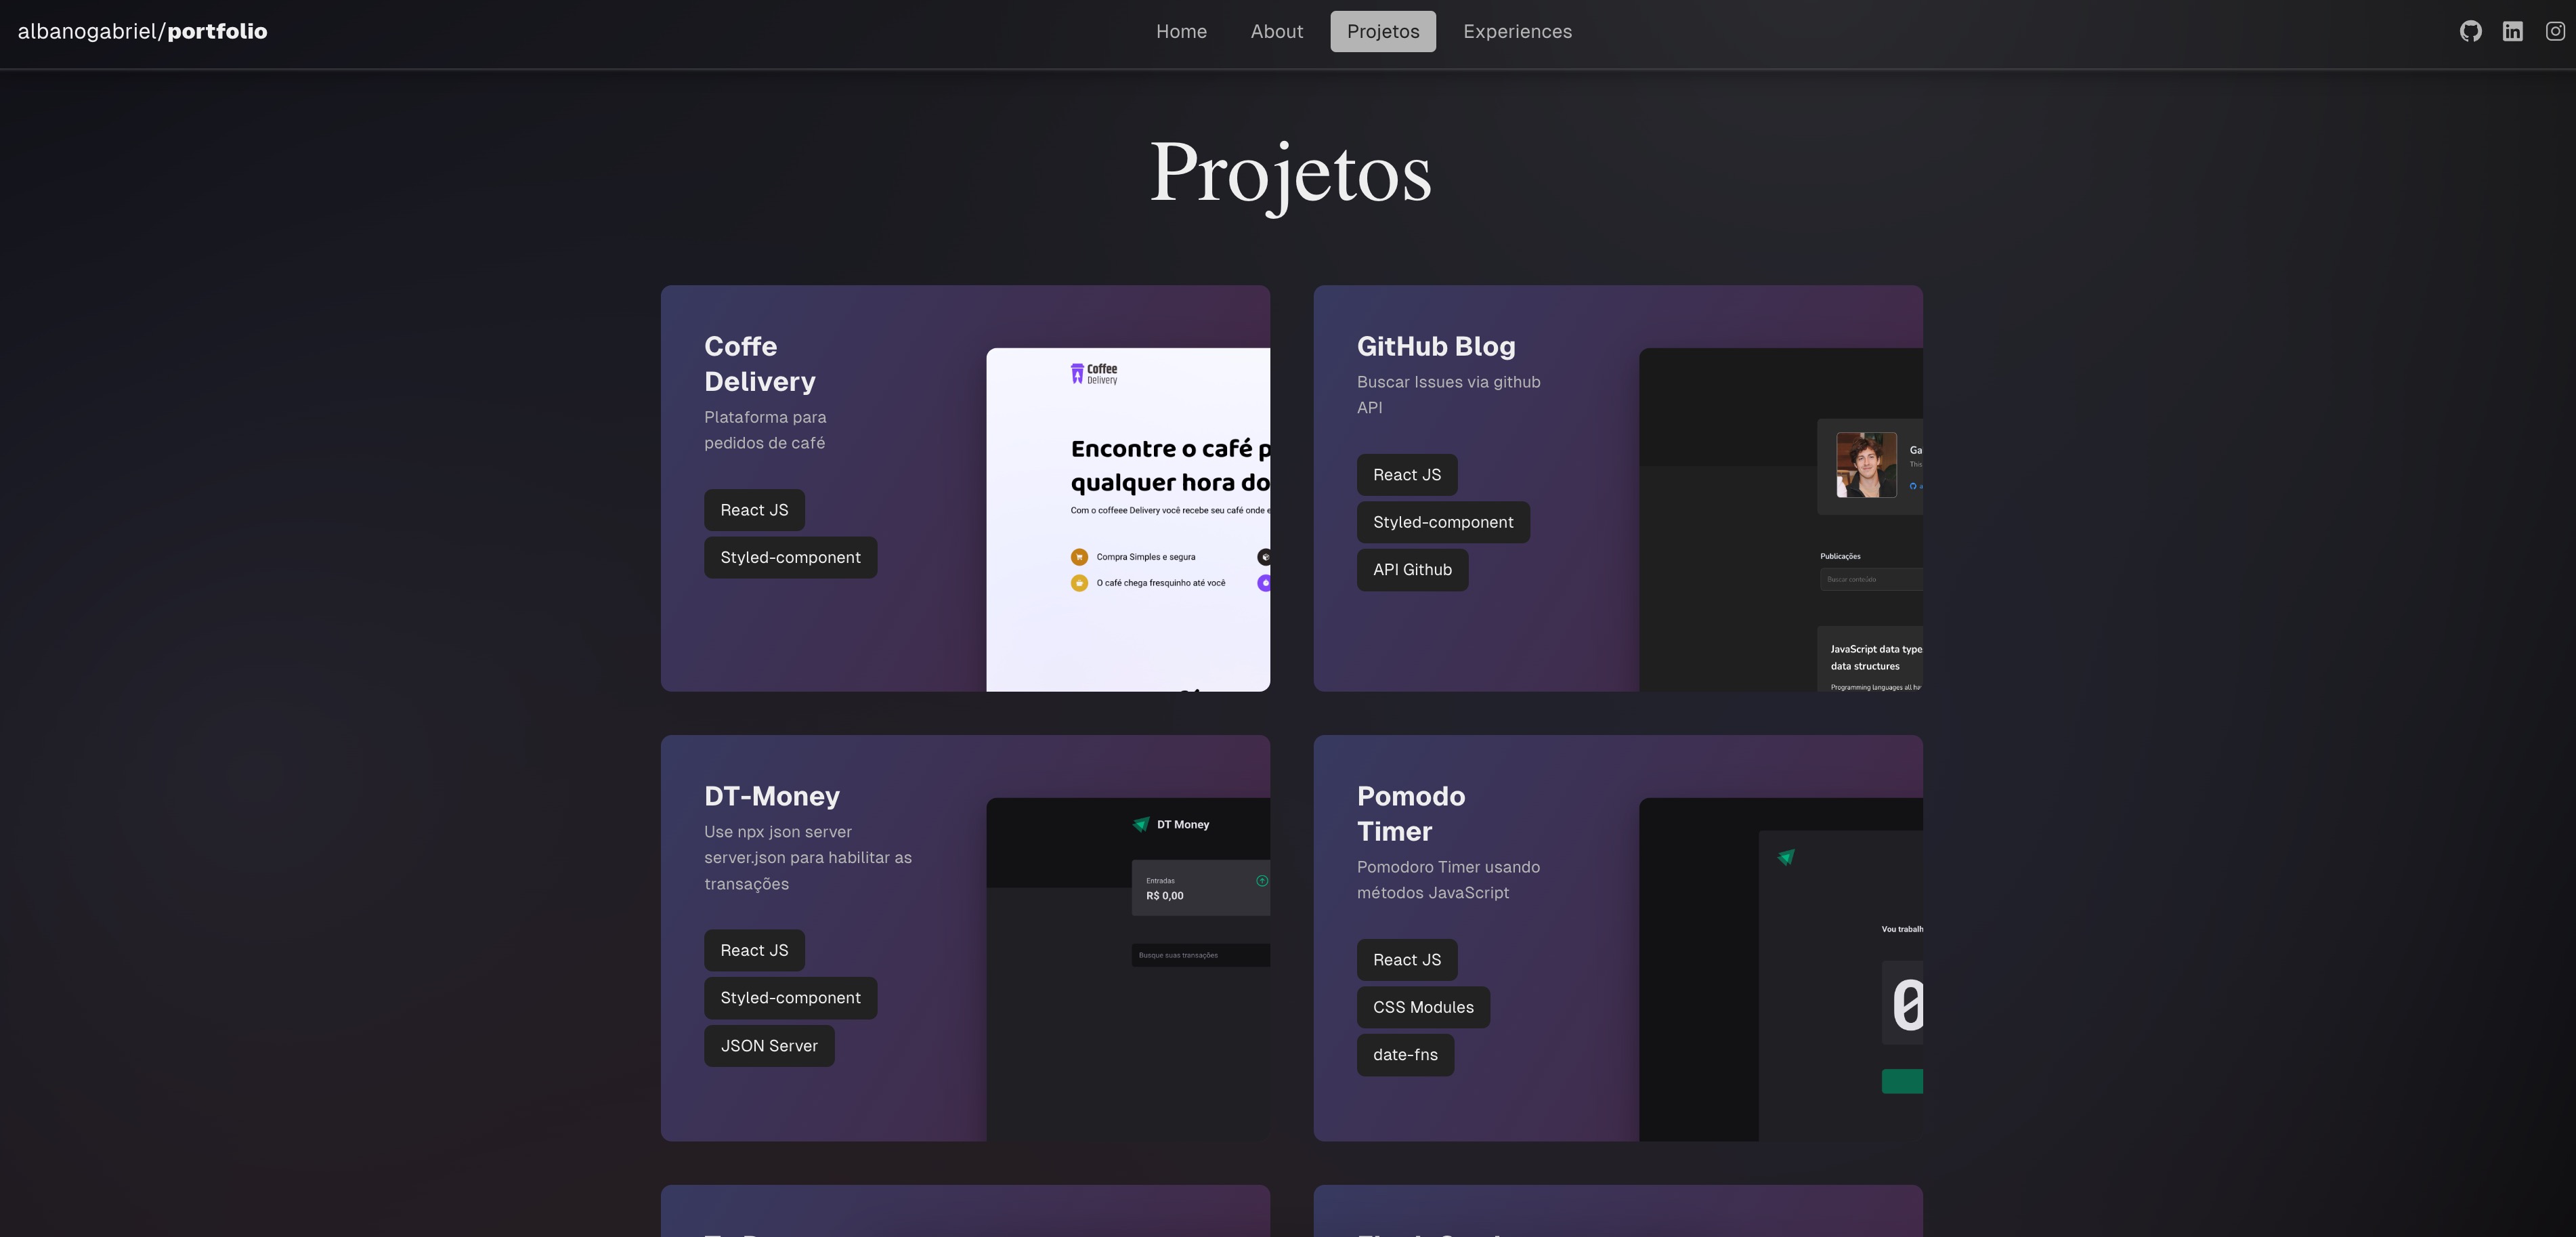 albanogabriel/portfolio
Home About Projetos Experiences
Projetos
Coffe
Delivery
Plataforma para
pedidos de café
React JS
Styled-component
Coffee
Delivery
Encontre o café p
qualquer hora do
Com o coffeee Delivery você recebe seu café onde e
Compra Simples e segura
O café chega fresquinho até você
GitHub Blog
Buscar Issues via github
API
React JS
Styled-component
API Github
Ga
This
Publicações
Buscar conteúdo
JavaScript data type
data structures
Programming languages all
DT-Money
Use npx json server
server.json para habilitar as
transações
React JS
Styled-component
JSON Server
DT Money
Entradas
R$ 0,00
Busque suas transações
Pomodo
Timer
Pomodoro Timer usando
métodos JavaScript
React JS
CSS Modules
date-fns
Vou trabalh
0